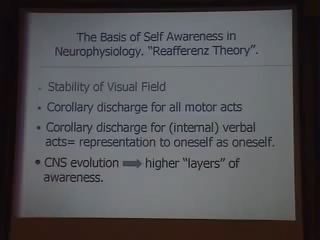 The Basis of Self Awareness in
Neurophysiology. "Reafferenz Theory".
• Stability of Visual Field
• Corollary discharge for all motor acts
• Corollary discharge for (internal) verbal
acts= representation to oneself as oneself.
• CNS evolution ➡ higher "layers" of
awareness.